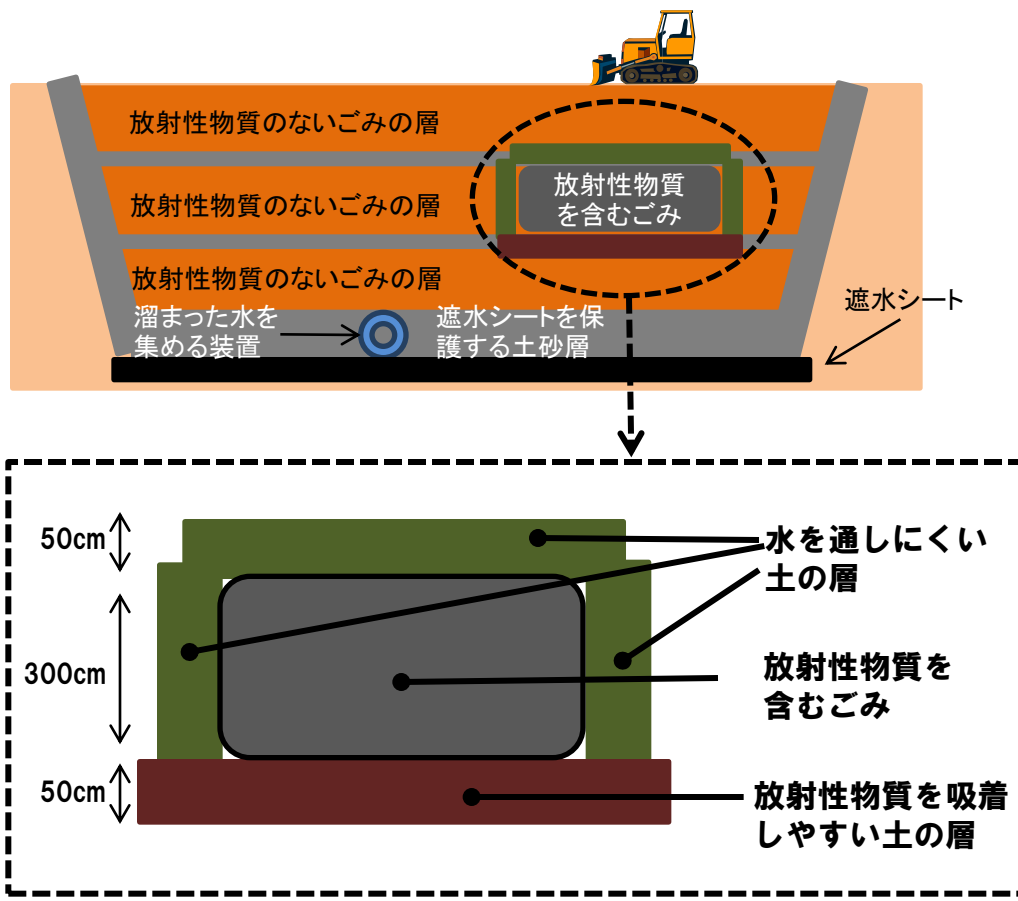 放射性物質のないごみの層
放射性物質のないごみの層
放射性物質
を含むごみ
放射性物質のないごみの層
溜まった水を
集める装置
遮水シートを保
護する土砂層
遮水シート
50cm
水を通しにくい
土の層
300cm
放射性物質を
含むごみ
50cm
放射性物質を吸着
しやすい土の層